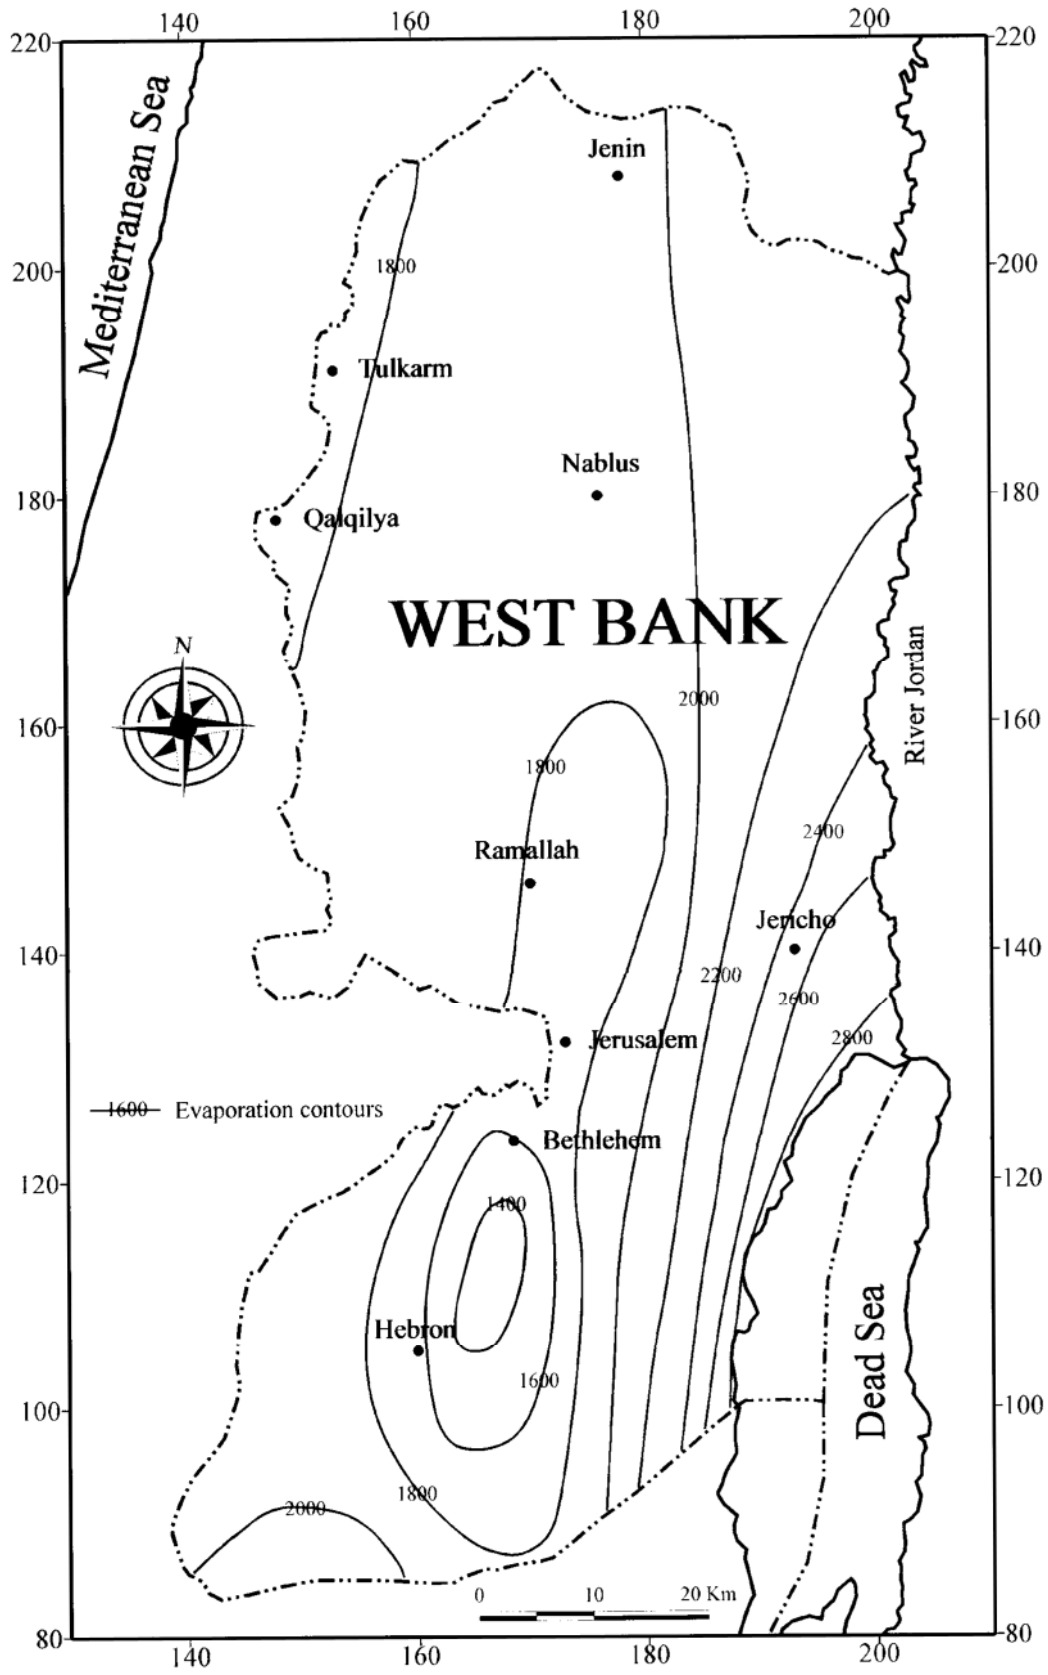 140 160 180 200
220 220
Mediterranean Sea
Jenin
1800
200 200
Tulkarm
Nablus
180 180
Qalqilya
WEST BANK
N
River Jordan
2000
160 160
1800
2400
Ramallah
Jericho
140 140
2200
2600
2800
Jerusalem
1600 Evaporation contours
Bethlehem
120 120
1400
Dead Sea
Hebron
1600
100 100
1800
2000
0 10 20 Km
80 80
140 160 180 200